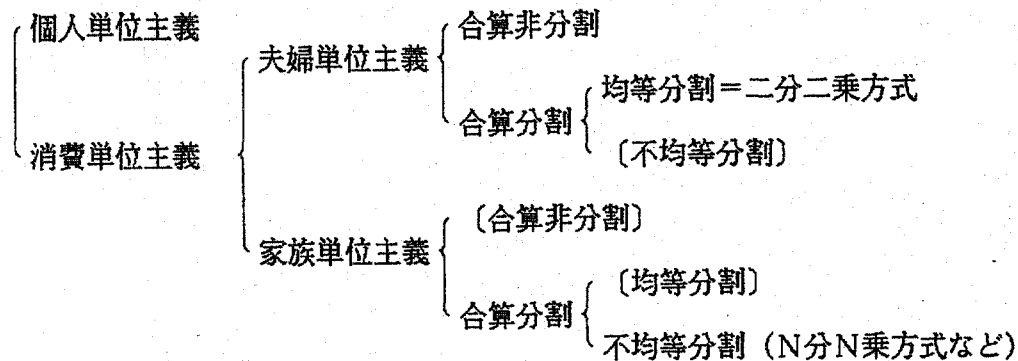 個人単位主義
消費単位主義
夫婦単位主義
合算非分割
合算分割
均等分割＝二分二乗方式
〔不均等分割〕
家族単位主義
〔合算非分割〕
合算分割
〔均等分割〕
不均等分割（Ｎ分Ｎ乗方式など）